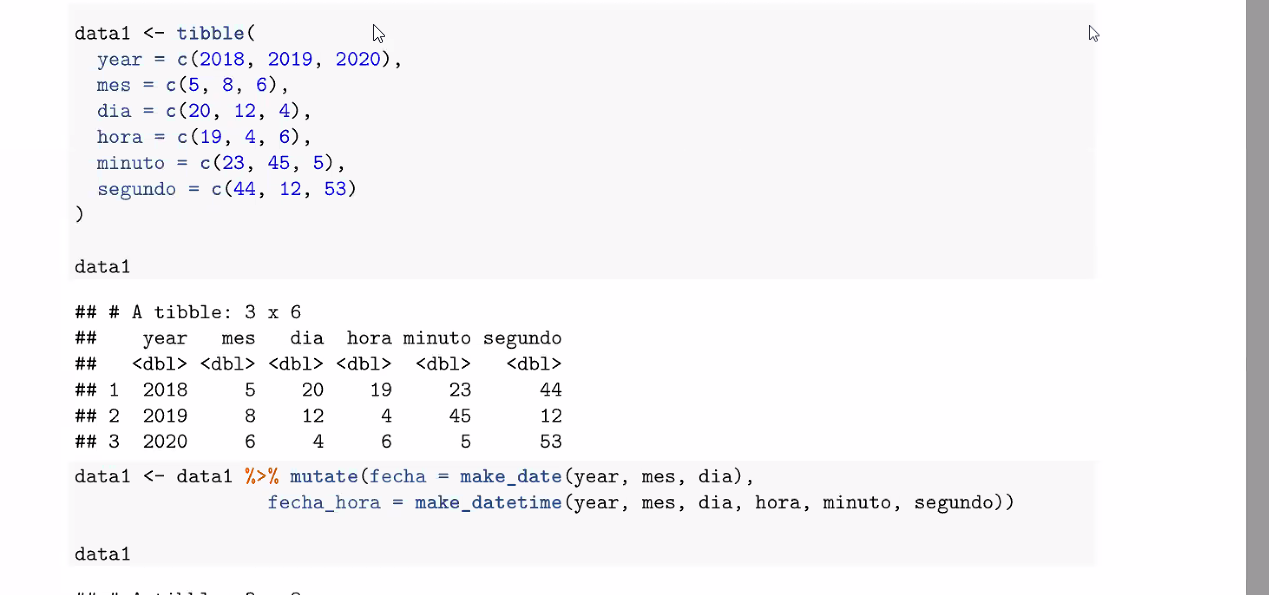 data1 <- tibble(
  year = c(2018, 2019, 2020),
  mes = c(5, 8, 6),
  dia = c(20, 12, 4),
  hora = c(19, 4, 6),
  minuto = c(23, 45, 5),
  segundo = c(44, 12, 53)
)
data1
## # A tibble: 3 x 6
##    year   mes   dia  hora minuto segundo
##   <dbl> <dbl> <dbl> <dbl>  <dbl>   <dbl>
## 1  2018     5    20    19     23      44
## 2  2019     8    12     4     45      12
## 3  2020     6     4     6      5      53
data1 <- data1 %>% mutate(fecha = make_date(year, mes, dia),
                 fecha_hora = make_datetime(year, mes, dia, hora, minuto, segundo))
data1